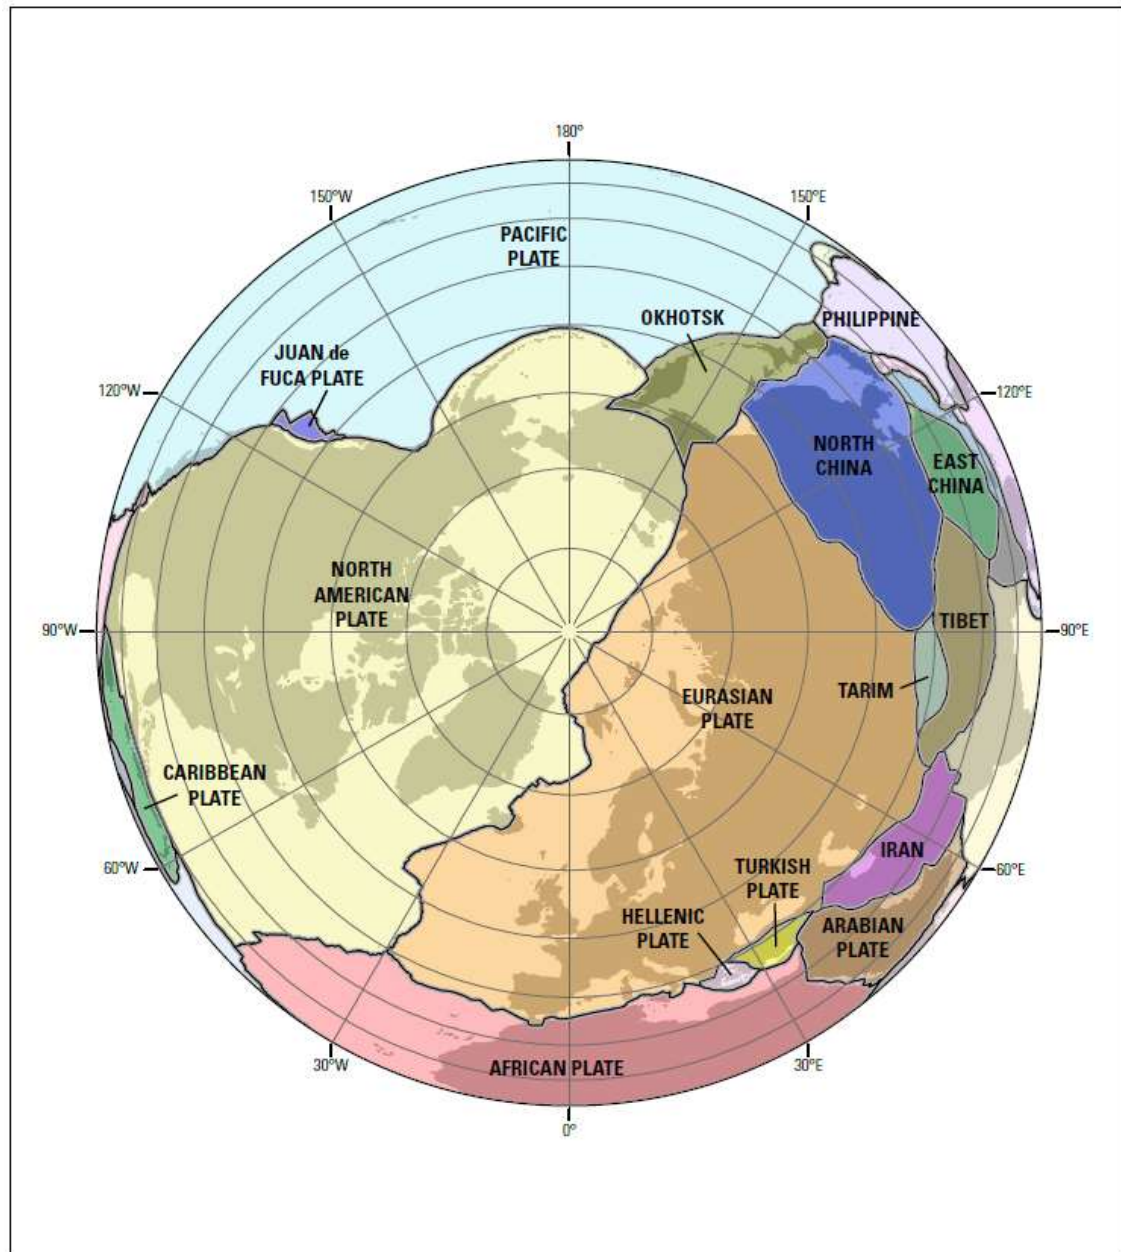 180°
150°W
150°E
PACIFIC
PLATE
OKHOTSK
PHILIPPINE
JUAN de
FUCA PLATE
120°W
120°E
NORTH
CHINA
EAST
CHINA
NORTH
AMERICAN
PLATE
90°W
TIBET
90°E
TARIM
EURASIAN
PLATE
CARIBBEAN
PLATE
IRAN
60°W
60°E
TURKISH
PLATE
HELLENIC
PLATE
ARABIAN
PLATE
AFRICAN PLATE
30°W
30°E
0°